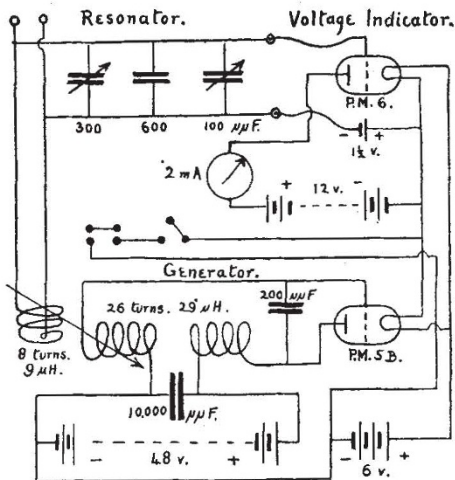 Resonator.
Voltage Indicator.
300
600
100 µµF.
P.M.6.
- +
1½ v.
·2 mA
+ 12 v. -
Generator.
26 turns. 29 µH.
200 µµF
P.M.5B.
8 turns.
9 µH.
10,000 µµF.
- 48 v. +
- +
6 v.